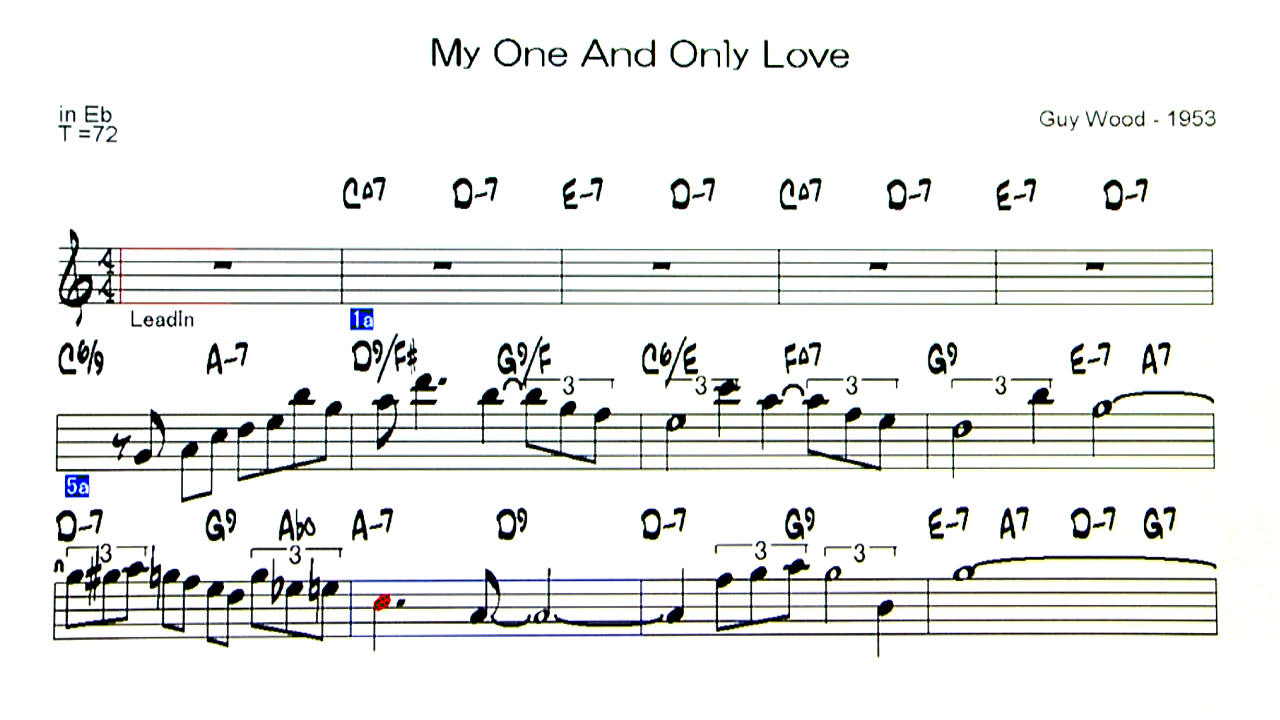 My One And Only Love
in Eb
T =72
Guy Wood - 1953
CΔ7 D-7 E-7 D-7 CΔ7 D-7 E-7 D-7
4
4
LeadIn 1a
C6/9 A-7 D9/F# G9/F C6/E FΔ7 G9 E-7 A7
3 3 3 3
5a
D-7 G9 Abo A-7 D9 D-7 G9 E-7 A7 D-7 G7
3 3 3 3